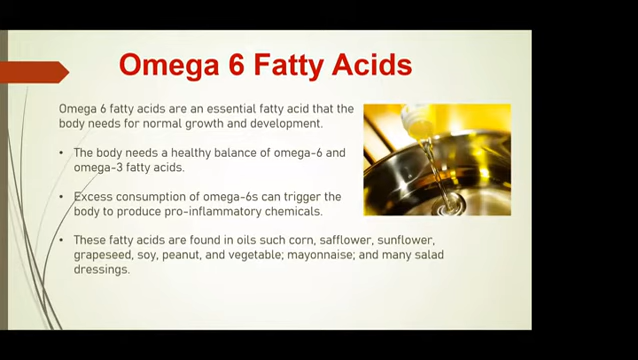 Omega 6 Fatty Acids
Omega 6 fatty acids are an essential fatty acid that the
body needs for normal growth and development.
• The body needs a healthy balance of omega-6 and
omega-3 fatty acids.
• Excess consumption of omega-6s can trigger the
body to produce pro-inflammatory chemicals.
• These fatty acids are found in oils such corn, safflower, sunflower,
grapeseed, soy, peanut, and vegetable; mayonnaise; and many salad
dressings.